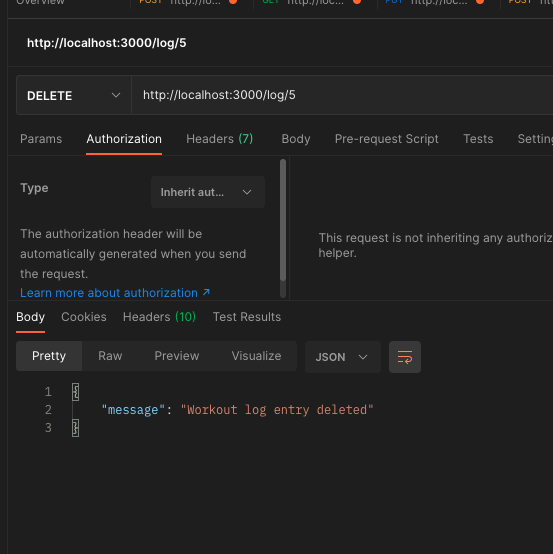 Overview POST http://loc... GET http://loc... PUT http://loc... POST
http://localhost:3000/log/5
DELETE http://localhost:3000/log/5
Params Authorization Headers (7) Body Pre-request Script Tests
Type Inherit aut...
The authorization header will be
automatically generated when you send
the request.
Learn more about authorization ↗
This request is not inheriting any
helper.
Body Cookies Headers (10) Test Results
Pretty Raw Preview Visualize JSON
1 {
2 "message": "Workout log entry deleted"
3 }